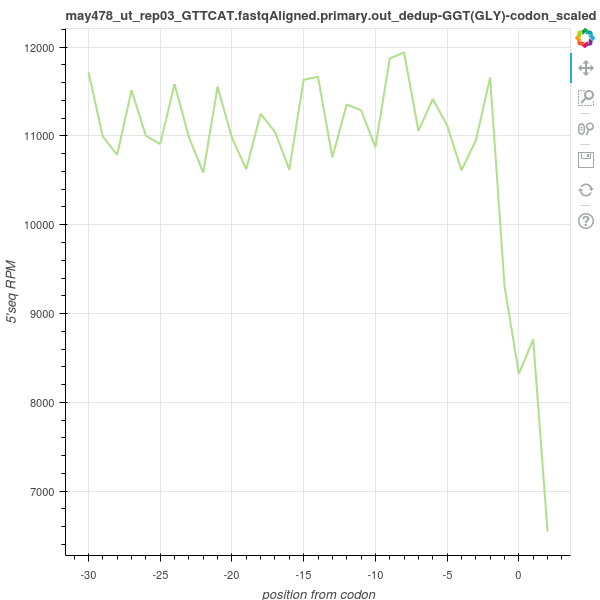 may478_ut_rep03_GTTCAT.fastqAligned.primary.out_dedup-GGT(GLY)-codon_scaled
12000
11000
10000
9000
8000
7000
5'seq RPM
-30 -25 -20 -15 -10 -5 0
position from codon